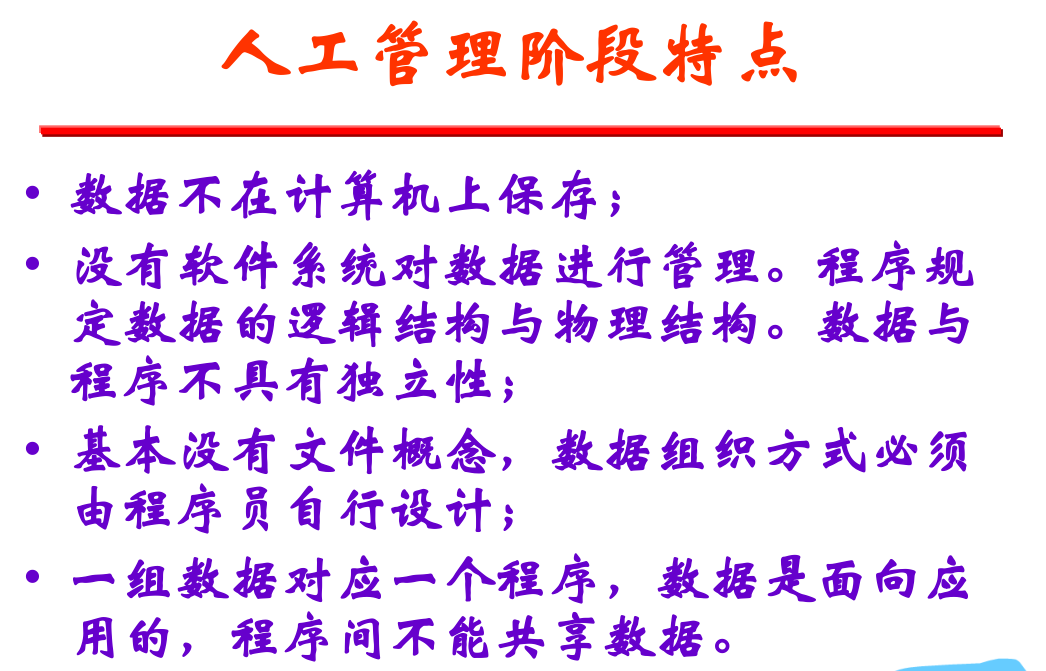 人工管理阶段特点
• 数据不在计算机上保存；
• 没有软件系统对数据进行管理。程序规
定数据的逻辑结构与物理结构。数据与
程序不具有独立性；
• 基本没有文件概念，数据组织方式必须
由程序员自行设计；
• 一组数据对应一个程序，数据是面向应
用的，程序间不能共享数据。